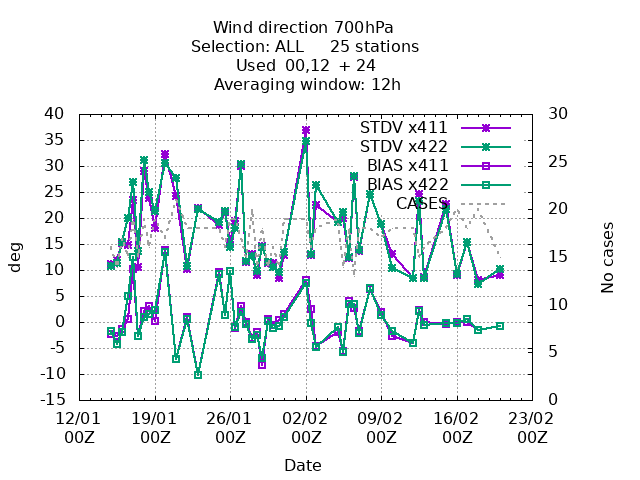 Wind direction 700hPa
Selection: ALL 25 stations
Used 00,12 + 24
Averaging window: 12h
40
35
30
25
20
15
10
5
0
-5
-10
-15
deg
30
25
20
15
10
5
0
No cases
STDV x411
STDV x422
BIAS x411
BIAS x422
CASES
12/01 19/01 26/01 02/02 09/02 16/02 23/02
00Z 00Z 00Z 00Z 00Z 00Z 00Z
Date